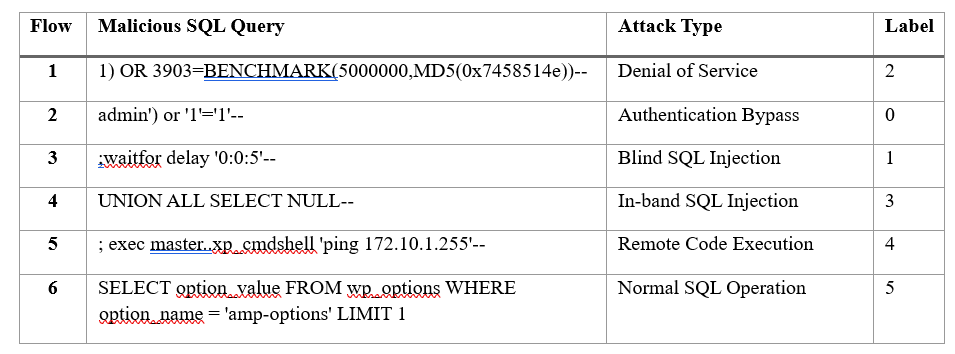 Flow Malicious SQL Query Attack Type Label
1 1) OR 3903=BENCHMARK(5000000,MD5(0x7458514e))-- Denial of Service 2
2 admin') or '1'='1'-- Authentication Bypass 0
3 ;waitfor delay '0:0:5'-- Blind SQL Injection 1
4 UNION ALL SELECT NULL-- In-band SQL Injection 3
5 ; exec master..xp_cmdshell 'ping 172.10.1.255'-- Remote Code Execution 4
6 SELECT option_value FROM wp_options WHERE Normal SQL Operation 5
option_name = 'amp-options' LIMIT 1